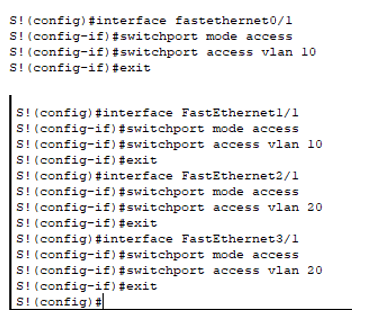 S!(config)#interface fastethernet0/1
S!(config-if)#switchport mode access
S!(config-if)#switchport access vlan 10
S!(config-if)#exit
S!(config)#interface FastEthernet1/1
S!(config-if)#switchport mode access
S!(config-if)#switchport access vlan 10
S!(config-if)#exit
S!(config)#interface FastEthernet2/1
S!(config-if)#switchport mode access
S!(config-if)#switchport access vlan 20
S!(config-if)#exit
S!(config)#interface FastEthernet3/1
S!(config-if)#switchport mode access
S!(config-if)#switchport access vlan 20
S!(config-if)#exit
S!(config)#